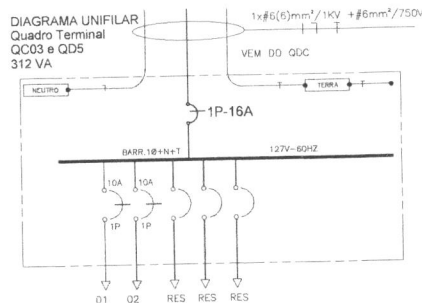 DIAGRAMA UNIFILAR
Quadro Terminal
QC03 e QD5
312 VA
1x#6(6)mm²/1KV +#6mm²/750V
VEM DO QDC
NEUTRO
TERRA
1P-16A
BARR.1Ø+N+T
127V-60HZ
10A
10A
1P
1P
01
02
RES
RES
RES